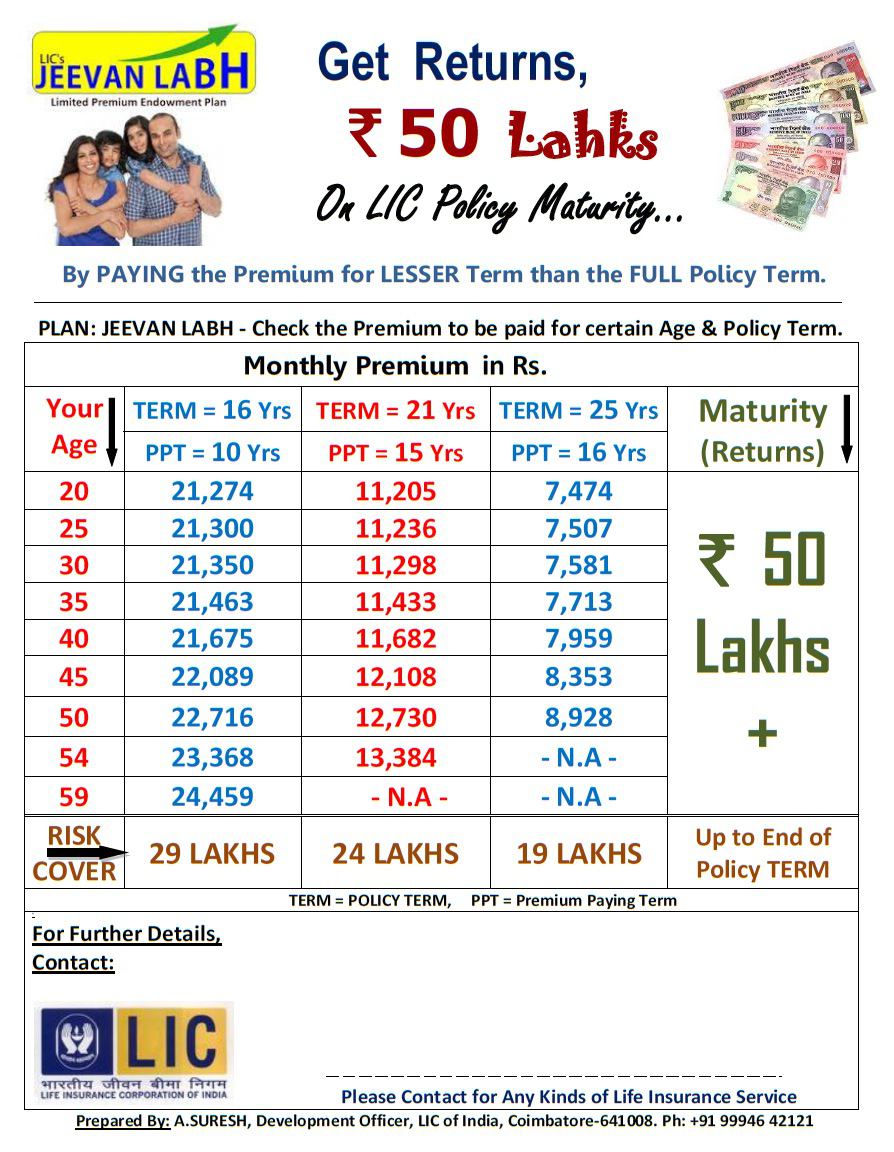 LIC's
JEEVAN LABH
Limited Premium Endowment Plan
Get Returns,
₹ 50 Lahks
On LIC Policy Maturity...
By PAYING the Premium for LESSER Term than the FULL Policy Term.
PLAN: JEEVAN LABH - Check the Premium to be paid for certain Age & Policy Term.
Monthly Premium in Rs.
Your Age TERM = 16 Yrs TERM = 21 Yrs TERM = 25 Yrs Maturity (Returns)
PPT = 10 Yrs PPT = 15 Yrs PPT = 16 Yrs
20 21,274 11,205 7,474
25 21,300 11,236 7,507
30 21,350 11,298 7,581
35 21,463 11,433 7,713
40 21,675 11,682 7,959
45 22,089 12,108 8,353
50 22,716 12,730 8,928
54 23,368 13,384 - N.A -
59 24,459 - N.A - - N.A -
₹ 50
Lakhs
+
RISK COVER 29 LAKHS 24 LAKHS 19 LAKHS Up to End of Policy TERM
TERM = POLICY TERM, PPT = Premium Paying Term
For Further Details,
Contact:
LIC
भारतीय जीवन बीमा निगम
LIFE INSURANCE CORPORATION OF INDIA
Please Contact for Any Kinds of Life Insurance Service
Prepared By: A.SURESH, Development Officer, LIC of India, Coimbatore-641008. Ph: +91 99946 42121